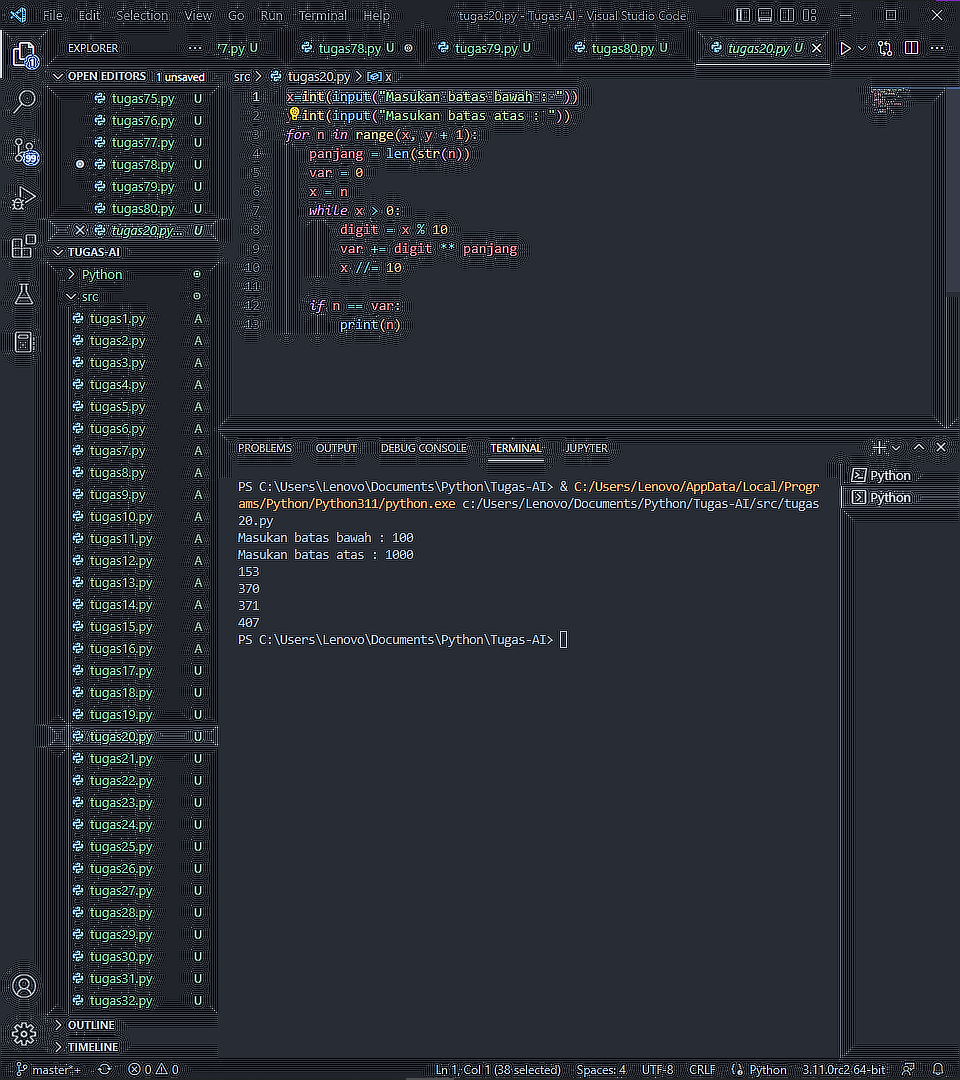 File Edit Selection View Go Run Terminal Help tugas20.py - Tugas-AI - Visual Studio Code
EXPLORER ··· 77.py U tugas78.py U tugas79.py U tugas80.py U tugas20.py U
OPEN EDITORS 1 unsaved
src > tugas20.py > x
tugas75.py U
tugas76.py U
tugas77.py U
tugas78.py U
tugas79.py U
tugas80.py U
tugas20.py... U
TUGAS-AI
Python
src
tugas1.py A
tugas2.py A
tugas3.py A
tugas4.py A
tugas5.py A
tugas6.py A
tugas7.py A
tugas8.py A
tugas9.py A
tugas10.py A
tugas11.py A
tugas12.py A
tugas13.py A
tugas14.py A
tugas15.py A
tugas16.py A
tugas17.py U
tugas18.py U
tugas19.py U
tugas20.py U
tugas21.py U
tugas22.py U
tugas23.py U
tugas24.py U
tugas25.py U
tugas26.py U
tugas27.py U
tugas28.py U
tugas29.py U
tugas30.py U
tugas31.py U
tugas32.py U
OUTLINE
TIMELINE
1 x=int(input("Masukan batas bawah : "))
2 int(input("Masukan batas atas : "))
3 for n in range(x, y + 1):
4 panjang = len(str(n))
5 var = 0
6 x = n
7 while x > 0:
8 digit = x % 10
9 var += digit ** panjang
10 x //= 10
11
12 if n == var:
13 print(n)
PROBLEMS OUTPUT DEBUG CONSOLE TERMINAL JUPYTER
PS C:\Users\Lenovo\Documents\Python\Tugas-AI> & C:/Users/Lenovo/AppData/Local/Progr
ams/Python/Python311/python.exe c:/Users/Lenovo/Documents/Python/Tugas-AI/src/tugas
20.py
Masukan batas bawah : 100
Masukan batas atas : 1000
153
370
371
407
PS C:\Users\Lenovo\Documents\Python\Tugas-AI>
Python
Python
master*+ 0 0 Ln 1, Col 1 (38 selected) Spaces: 4 UTF-8 CRLF Python 3.11.0rc2 64-bit